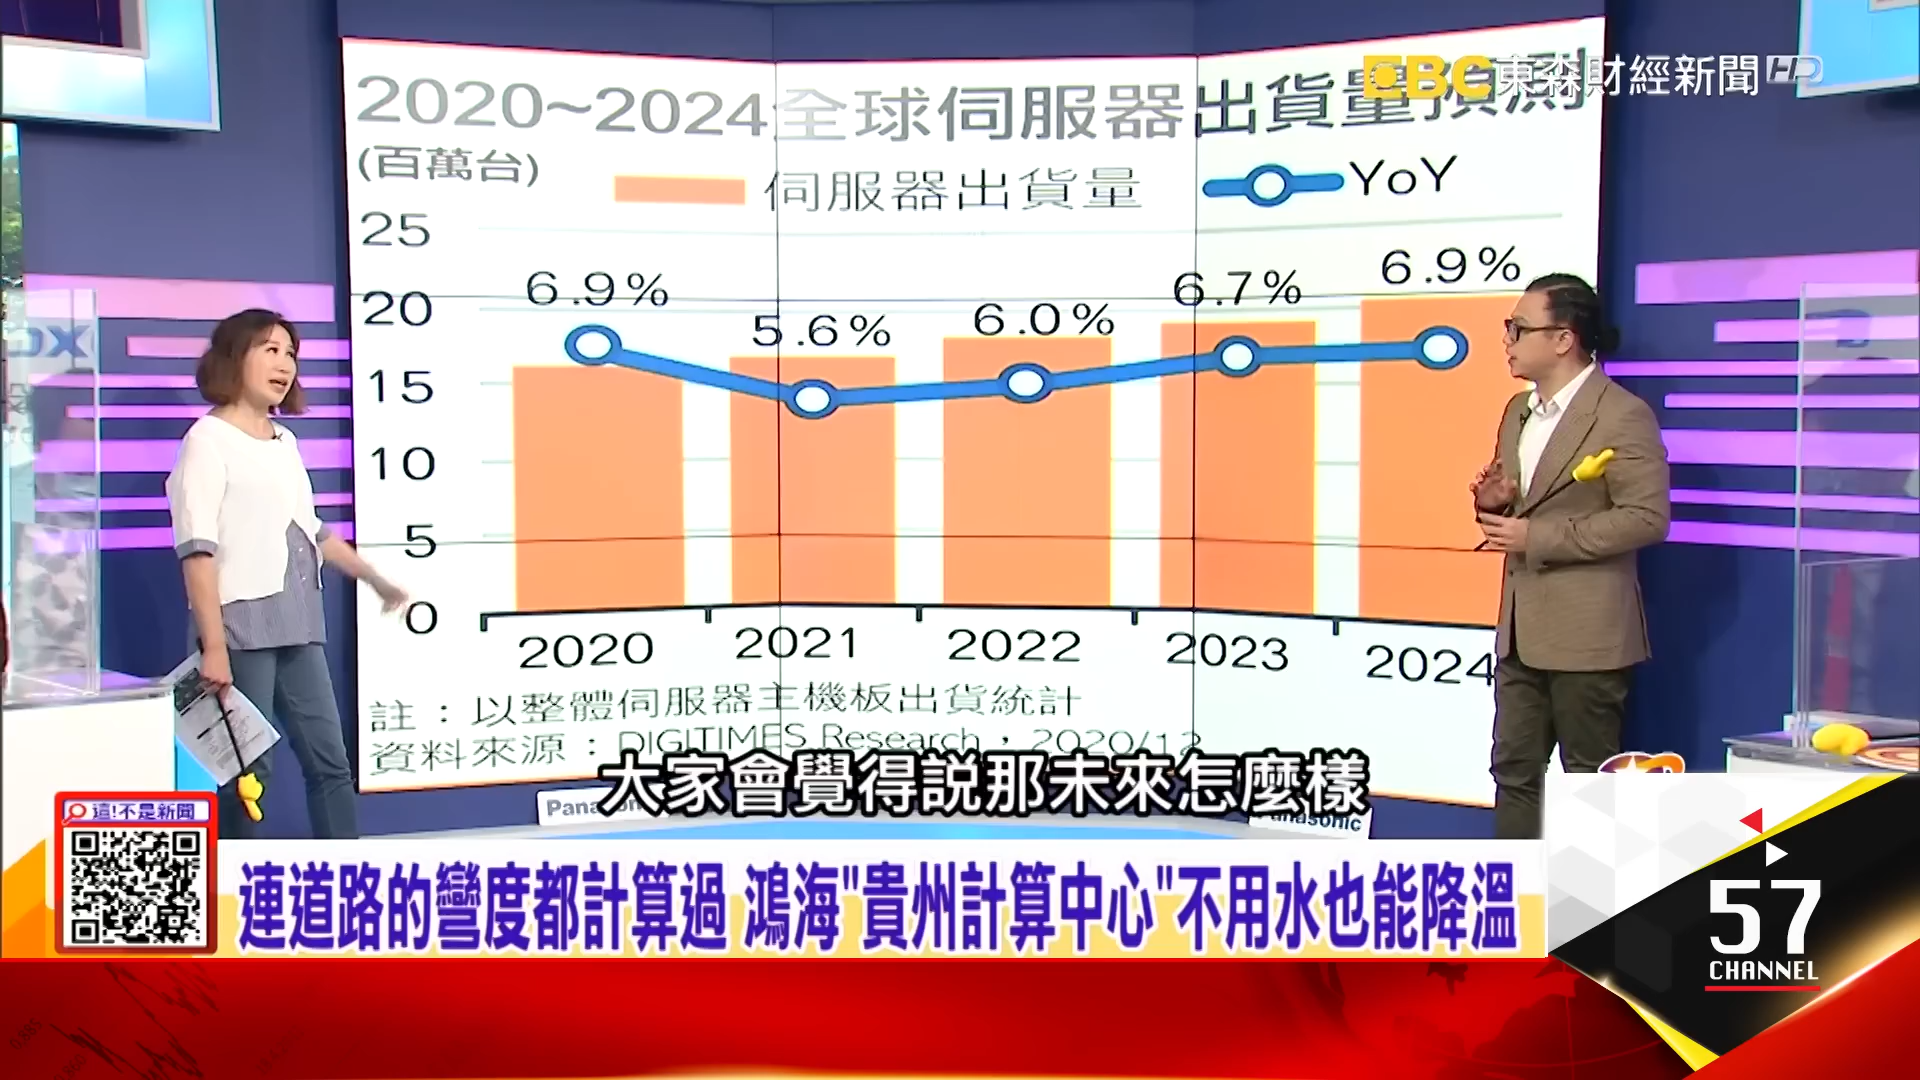 EBC 東森財經新聞 HD
2020~2024全球伺服器出貨量預測
(百萬台)
伺服器出貨量
YoY
25
20
15
10
5
0
6.9%
5.6%
6.0%
6.7%
6.9%
2020
2021
2022
2023
2024
註：以整體伺服器主機板出貨統計
資料來源：DIGITIMES Research，2020/12
大家會覺得説那未來怎麼樣
Panasonic
Panasonic
這!不是新聞
連道路的彎度都計算過 鴻海"貴州計算中心"不用水也能降溫
57
CHANNEL